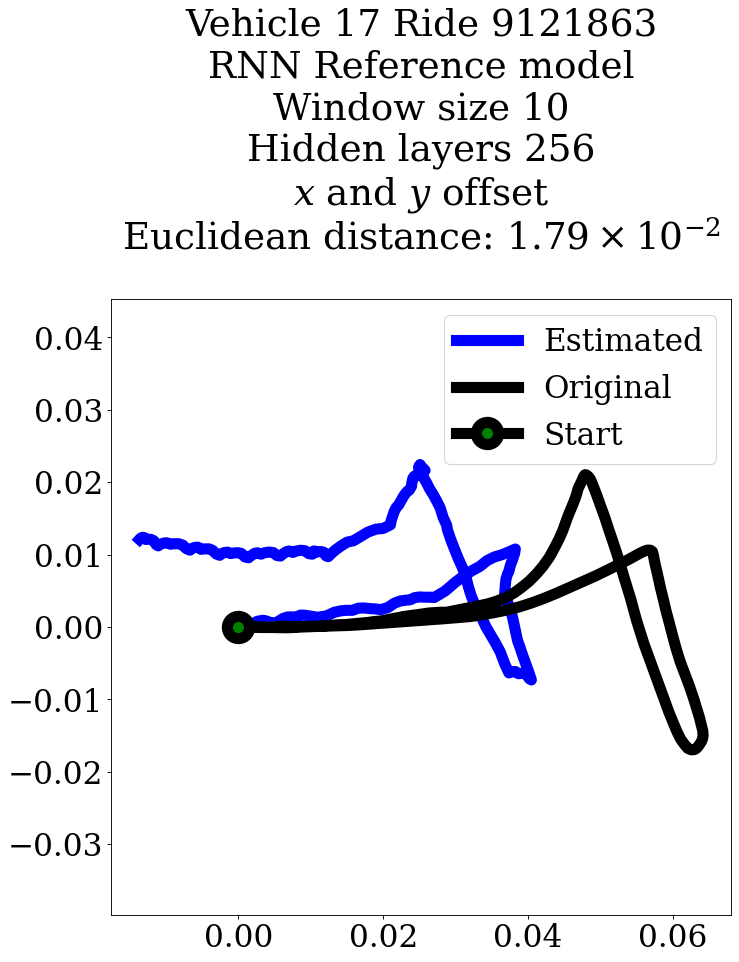 Vehicle 17 Ride 9121863
RNN Reference model
Window size 10
Hidden layers 256
x and y offset
Euclidean distance: 1.79 × 10⁻²
Estimated
Original
Start
0.04
0.03
0.02
0.01
0.00
−0.01
−0.02
−0.03
0.00 0.02 0.04 0.06